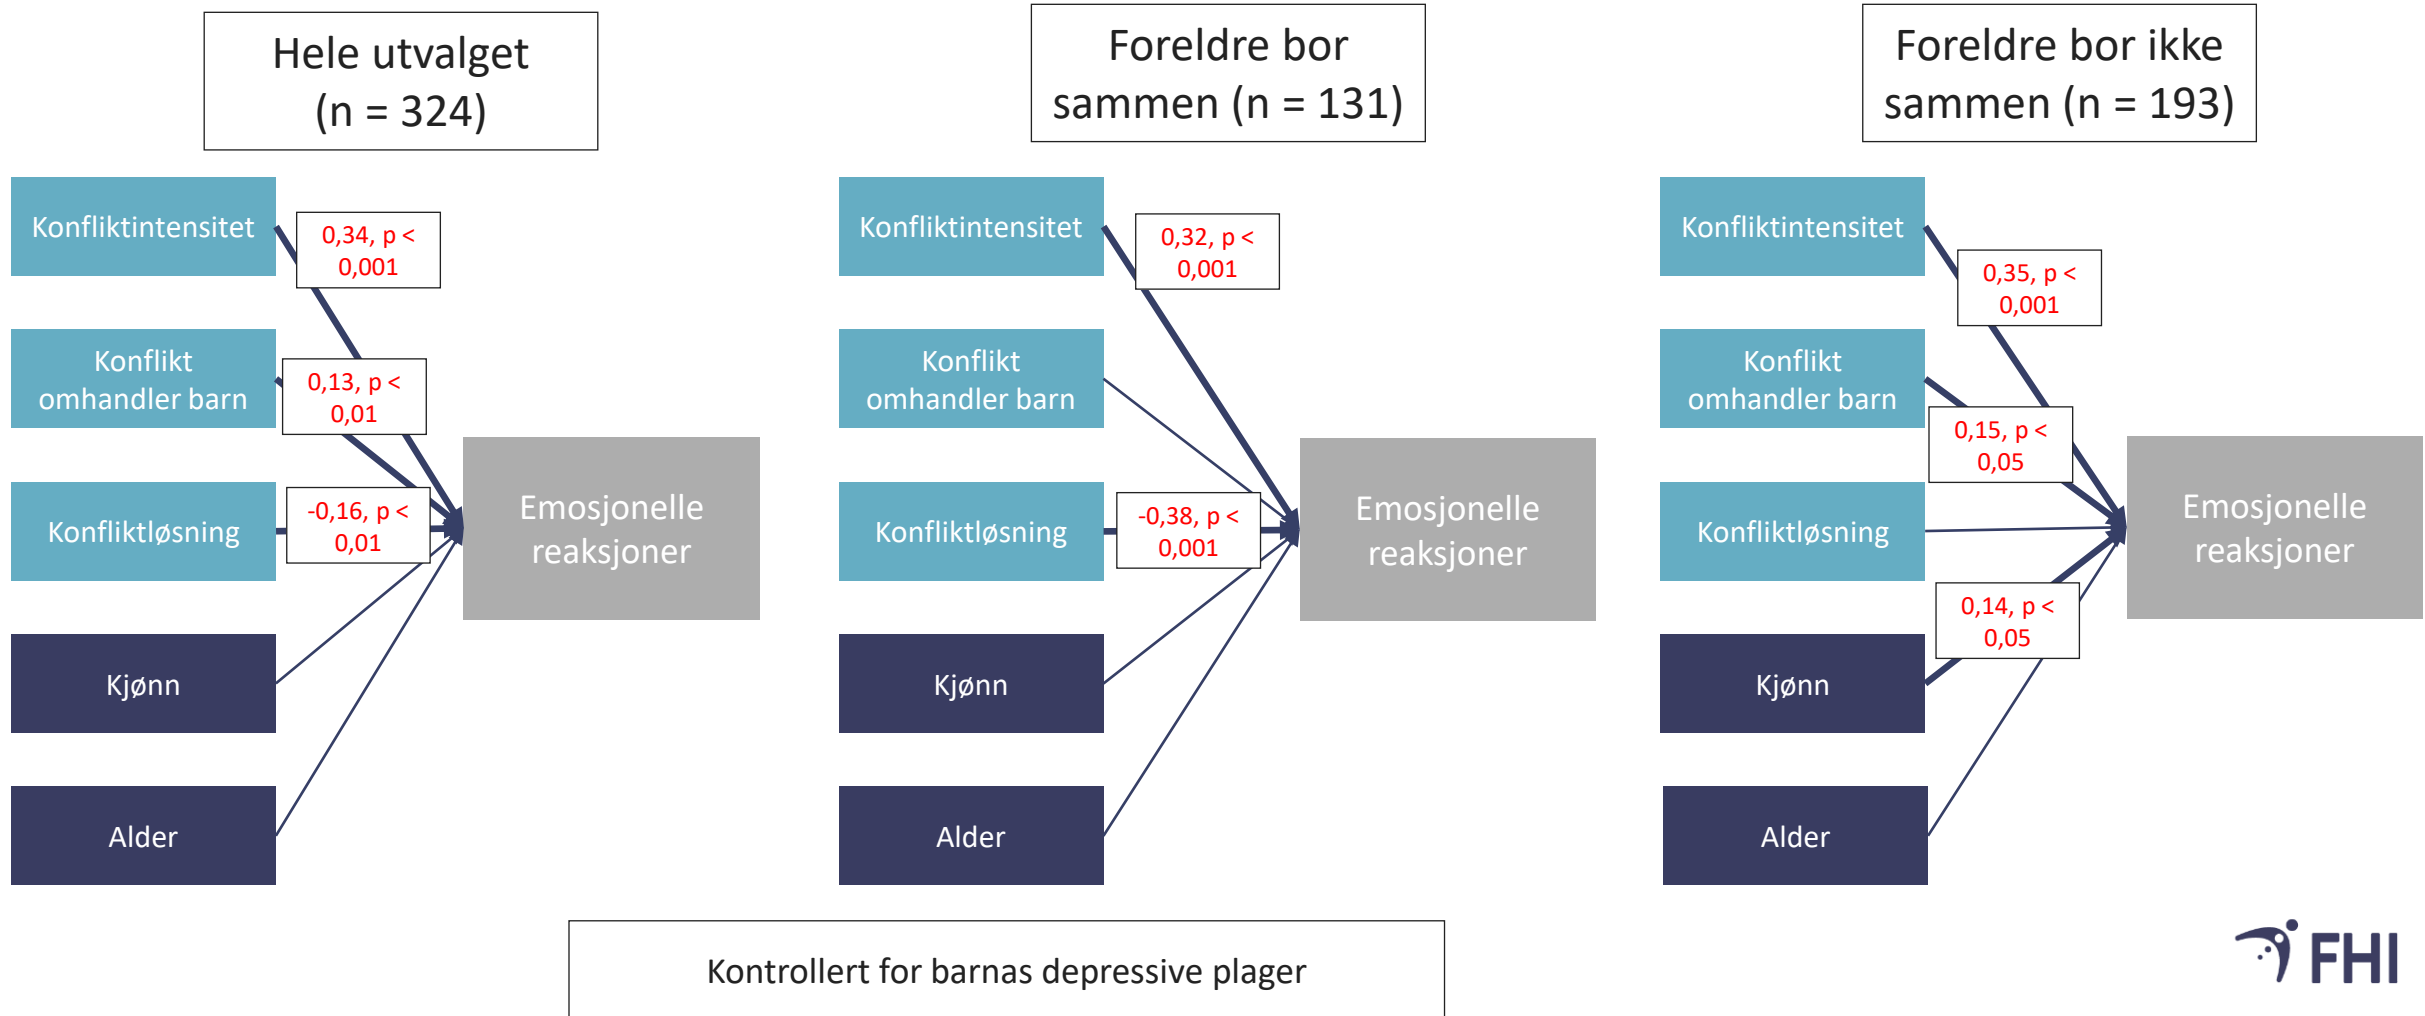 Hele utvalget
(n = 324)
Konfliktintensitet
0,34, p <
0,001
Konflikt
omhandler barn
0,13, p <
0,01
Konfliktløsning
-0,16, p <
0,01
Emosjonelle
reaksjoner
Kjønn
Alder
Foreldre bor
sammen (n = 131)
Konfliktintensitet
0,32, p <
0,001
Konflikt
omhandler barn
Konfliktløsning
-0,38, p <
0,001
Emosjonelle
reaksjoner
Kjønn
Alder
Foreldre bor ikke
sammen (n = 193)
Konfliktintensitet
0,35, p <
0,001
Konflikt
omhandler barn
0,15, p <
0,05
Konfliktløsning
Emosjonelle
reaksjoner
0,14, p <
0,05
Kjønn
Alder
Kontrollert for barnas depressive plager
FHI